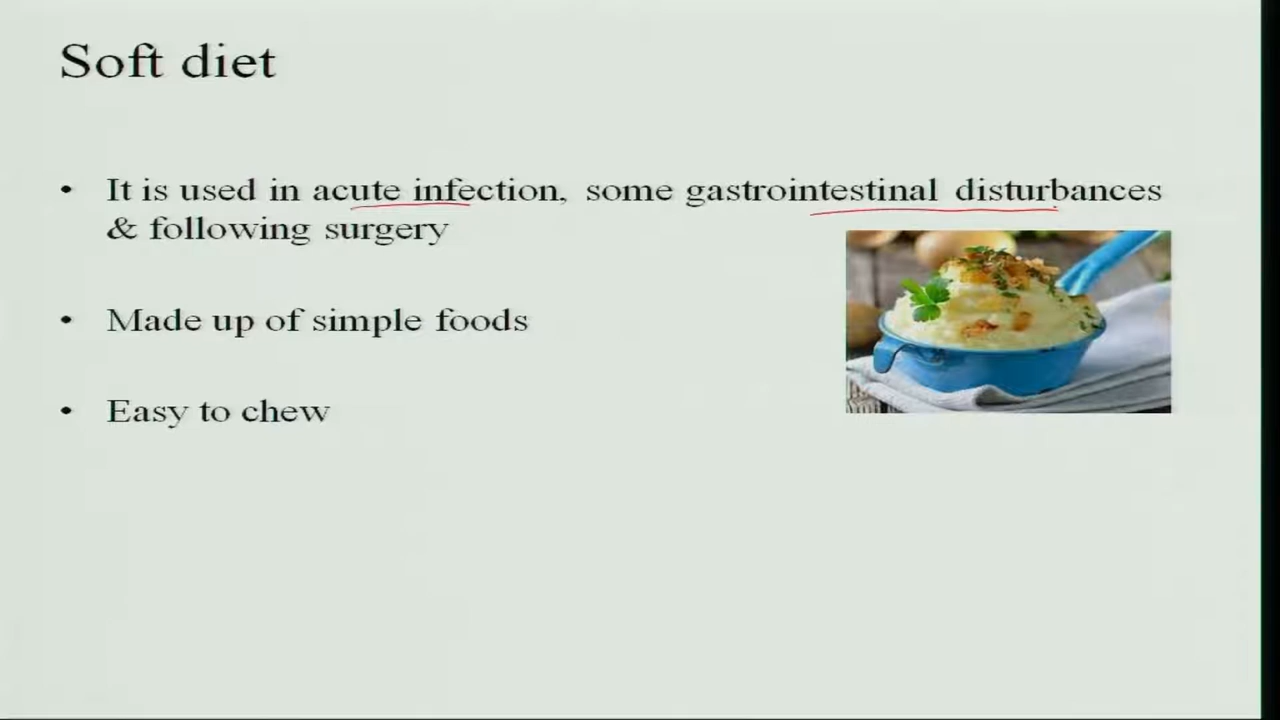 Soft diet
• It is used in acute infection, some gastrointestinal disturbances
& following surgery
• Made up of simple foods
• Easy to chew